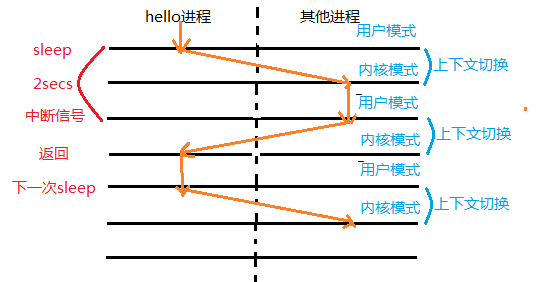 hello进程 其他进程
用户模式
sleep
内核模式 上下文切换
2secs
用户模式
中断信号
内核模式 上下文切换
返回
用户模式
下一次sleep
内核模式 上下文切换